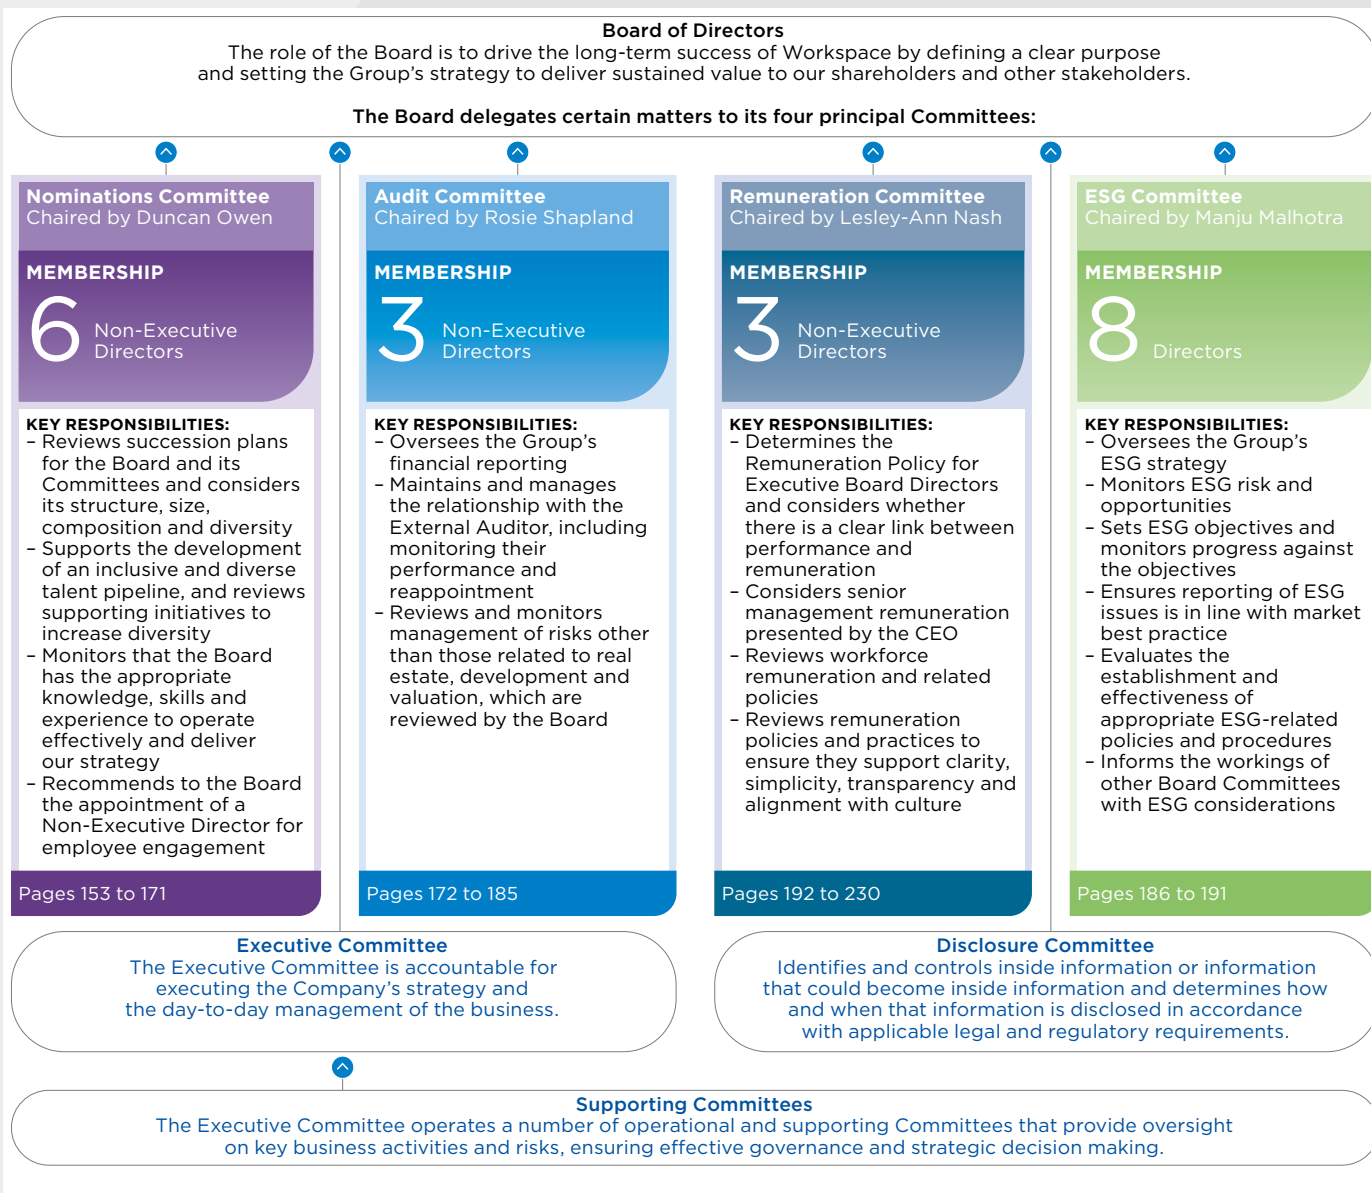 Board of Directors
The role of the Board is to drive the long-term success of Workspace by defining a clear purpose
and setting the Group's strategy to deliver sustained value to our shareholders and other stakeholders.
The Board delegates certain matters to its four principal Committees:
Nominations Committee
Chaired by Duncan Owen
MEMBERSHIP
6 Non-Executive
Directors
KEY RESPONSIBILITIES:
– Reviews succession plans
for the Board and its
Committees and considers
its structure, size,
composition and diversity
– Supports the development
of an inclusive and diverse
talent pipeline, and reviews
supporting initiatives to
increase diversity
– Monitors that the Board
has the appropriate
knowledge, skills and
experience to operate
effectively and deliver
our strategy
– Recommends to the Board
the appointment of a
Non-Executive Director for
employee engagement
Pages 153 to 171
Audit Committee
Chaired by Rosie Shapland
MEMBERSHIP
3 Non-Executive
Directors
KEY RESPONSIBILITIES:
– Oversees the Group's
financial reporting
– Maintains and manages
the relationship with the
External Auditor, including
monitoring their
performance and
reappointment
– Reviews and monitors
management of risks other
than those related to real
estate, development and
valuation, which are
reviewed by the Board
Pages 172 to 185
Remuneration Committee
Chaired by Lesley-Ann Nash
MEMBERSHIP
3 Non-Executive
Directors
KEY RESPONSIBILITIES:
– Determines the
Remuneration Policy for
Executive Board Directors
and considers whether
there is a clear link between
performance and
remuneration
– Considers senior
management remuneration
presented by the CEO
– Reviews workforce
remuneration and related
policies
– Reviews remuneration
policies and practices to
ensure they support clarity,
simplicity, transparency and
alignment with culture
Pages 192 to 230
ESG Committee
Chaired by Manju Malhotra
MEMBERSHIP
8 Directors
KEY RESPONSIBILITIES:
– Oversees the Group's
ESG strategy
– Monitors ESG risk and
opportunities
– Sets ESG objectives and
monitors progress against
the objectives
– Ensures reporting of ESG
issues is in line with market
best practice
– Evaluates the
establishment and
effectiveness of
appropriate ESG-related
policies and procedures
– Informs the workings of
other Board Committees
with ESG considerations
Pages 186 to 191
Executive Committee
The Executive Committee is accountable for
executing the Company's strategy and
the day-to-day management of the business.
Disclosure Committee
Identifies and controls inside information or information
that could become inside information and determines how
and when that information is disclosed in accordance
with applicable legal and regulatory requirements.
Supporting Committees
The Executive Committee operates a number of operational and supporting Committees that provide oversight
on key business activities and risks, ensuring effective governance and strategic decision making.